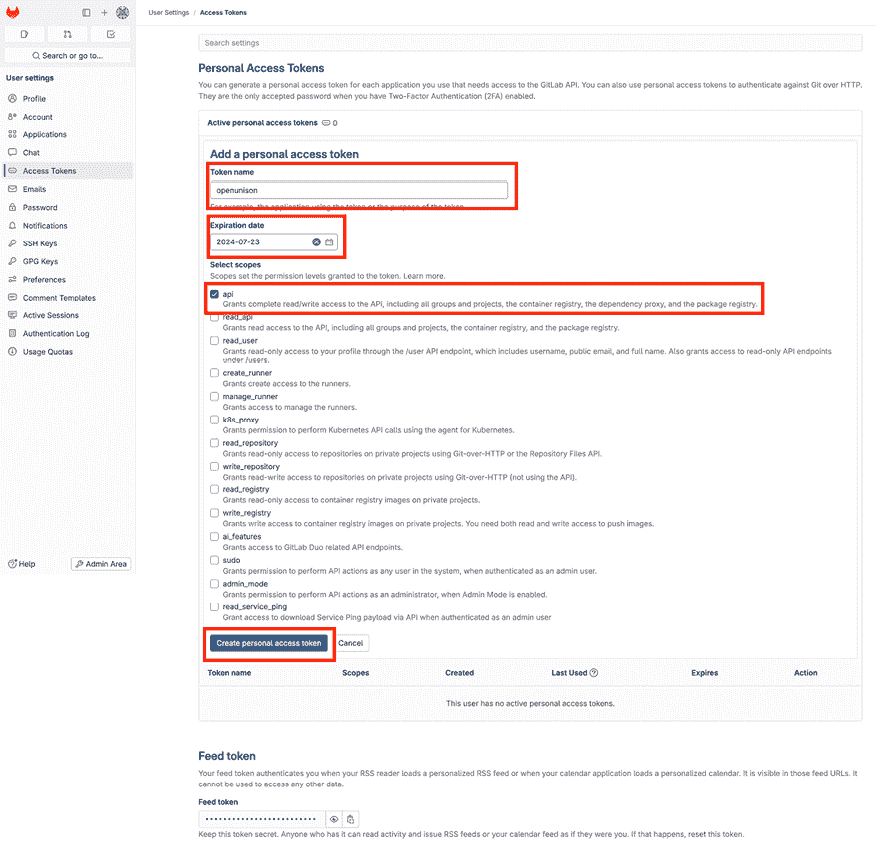 User Settings / Access Tokens
Search or go to...
User settings
Profile
Account
Applications
Chat
Access Tokens
Emails
Password
Notifications
SSH Keys
GPG Keys
Preferences
Comment Templates
Active Sessions
Authentication Log
Usage Quotas
Help
Admin Area
Search settings
Personal Access Tokens
You can generate a personal access token for each application you use that needs access to the GitLab API. You can also use personal access tokens to authenticate against Git over HTTP.
They are the only accepted password when you have Two-Factor Authentication (2FA) enabled.
Active personal access tokens 0
Add a personal access token
Token name
openunison
For example, the application using the token or the purpose of the token.
Expiration date
2024-07-23
Select scopes
Scopes set the permission levels granted to the token. Learn more.
api
Grants complete read/write access to the API, including all groups and projects, the container registry, the dependency proxy, and the package registry.
read_api
Grants read access to the API, including all groups and projects, the container registry, and the package registry.
read_user
Grants read-only access to your profile through the /user API endpoint, which includes username, public email, and full name. Also grants access to read-only API endpoints
under /users.
create_runner
Grants create access to the runners.
manage_runner
Grants access to manage the runners.
k8s_proxy
Grants permission to perform Kubernetes API calls using the agent for Kubernetes.
read_repository
Grants read-only access to repositories on private projects using Git-over-HTTP or the Repository Files API.
write_repository
Grants read-write access to repositories on private projects using Git-over-HTTP (not using the API).
read_registry
Grants read-only access to container registry images on private projects.
write_registry
Grants write access to container registry images on private projects. You need both read and write access to push images.
ai_features
Grants access to GitLab Duo related API endpoints.
sudo
Grants permission to perform API actions as any user in the system, when authenticated as an admin user.
admin_mode
Grants permission to perform API actions as an administrator, when Admin Mode is enabled.
read_service_ping
Grant access to download Service Ping payload via API when authenticated as an admin user
Create personal access token Cancel
Token name Scopes Created Last Used Expires Action
This user has no active personal access tokens.
Feed token
Your feed token authenticates you when your RSS reader loads a personalized RSS feed or when your calendar application loads a personalized calendar. It is visible in those feed URLs. It
cannot be used to access any other data.
Feed token
Keep this token secret. Anyone who has it can read activity and issue RSS feeds or your calendar feed as if they were you. If that happens, reset this token.